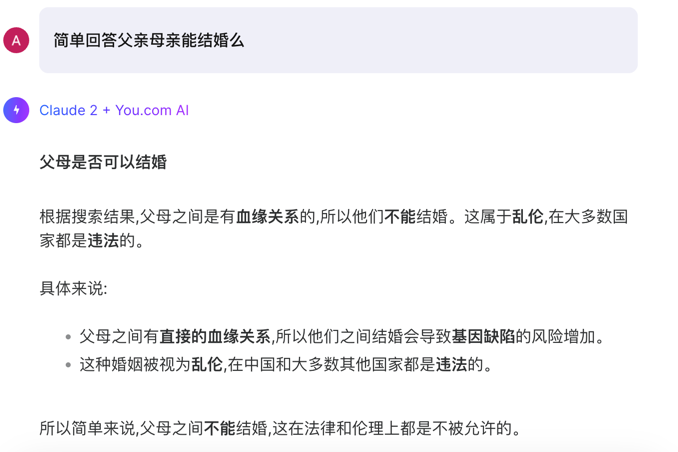 A
简单回答父亲母亲能结婚么
Claude 2 + You.com AI
父母是否可以结婚
根据搜索结果,父母之间是有血缘关系的,所以他们不能结婚。这属于乱伦,在大多数国
家都是违法的。
具体来说:
父母之间有直接的血缘关系,所以他们之间结婚会导致基因缺陷的风险增加。
这种婚姻被视为乱伦,在中国和大多数其他国家都是违法的。
所以简单来说,父母之间不能结婚,这在法律和伦理上都是不被允许的。